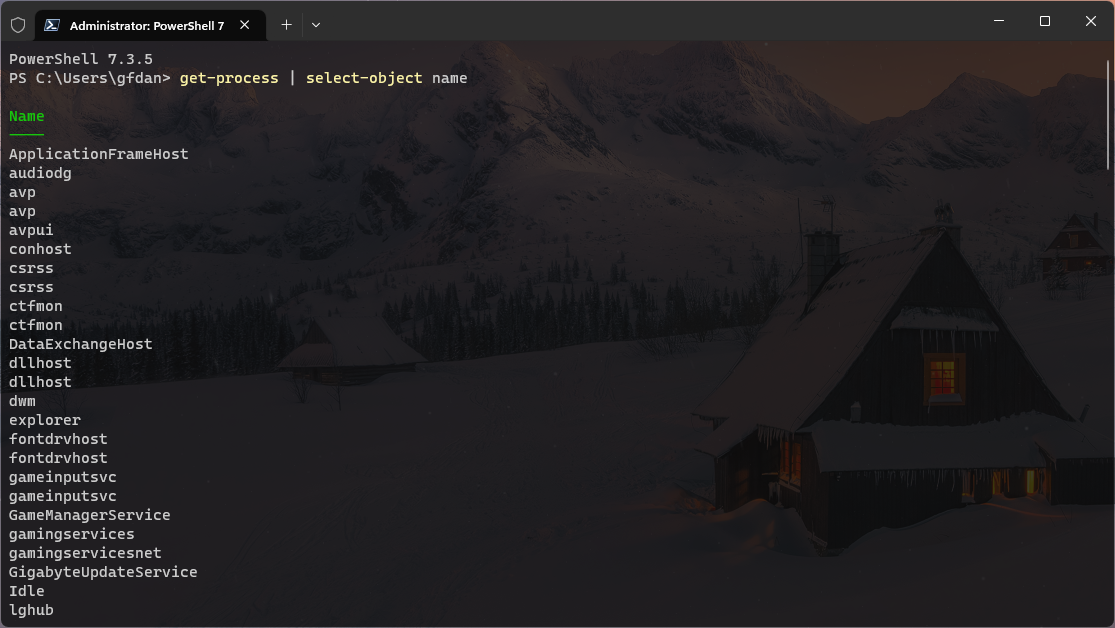 Administrator: PowerShell 7
PowerShell 7.3.5
PS C:\Users\gfdan> get-process | select-object name
Name
ApplicationFrameHost
audiodg
avp
avp
avpui
conhost
csrss
csrss
ctfmon
ctfmon
DataExchangeHost
dllhost
dllhost
dwm
explorer
fontdrvhost
fontdrvhost
gameinputsvc
gameinputsvc
GameManagerService
gamingservices
gamingservicesnet
GigabyteUpdateService
Idle
lghub